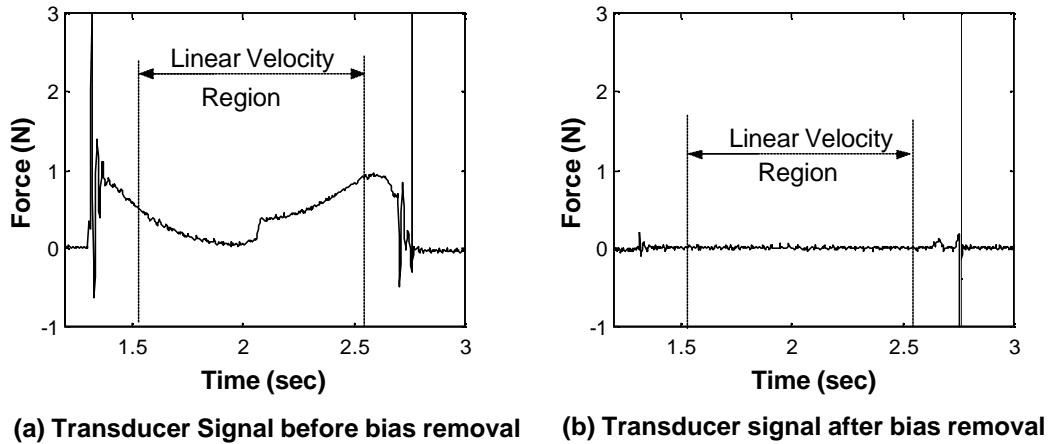 3
2
1
0
-1
Force (N)
Linear Velocity
Region
1.5
2
2.5
3
Time (sec)
(a) Transducer Signal before bias removal
3
2
1
0
-1
Force (N)
Linear Velocity
Region
1.5
2
2.5
3
Time (sec)
(b) Transducer signal after bias removal